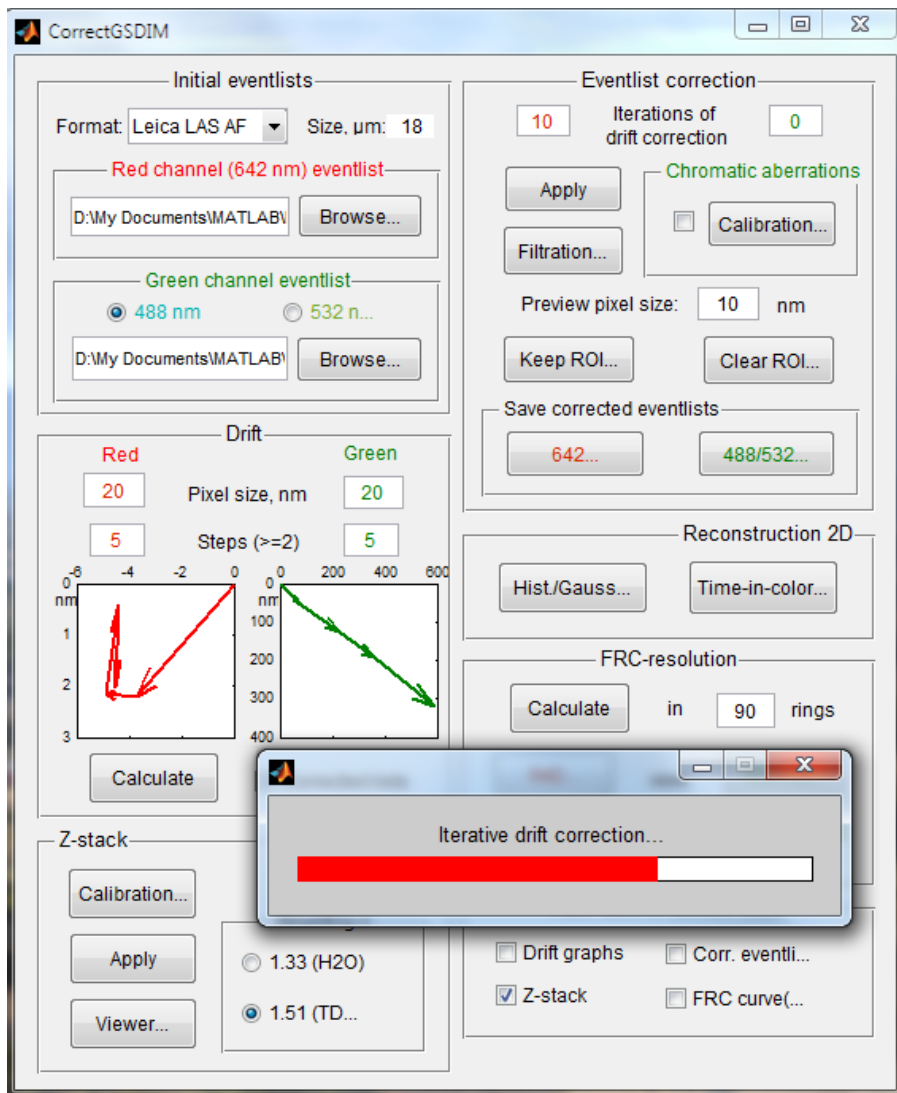 CorrectGSDIM
Initial eventlists
Format: Leica LAS AF Size, µm: 18
Red channel (642 nm) eventlist
D:\My Documents\MATLAB\ Browse...
Green channel eventlist
488 nm 532 n...
D:\My Documents\MATLAB\ Browse...
Drift
Red Green
20 Pixel size, nm 20
5 Steps (>=2) 5
-6 -4 -2 0
0
nm
1
2
3
0 200 400 600
0
nm
100
200
300
400
Calculate
Z-stack
Calibration...
Apply
Viewer...
1.33 (H2O)
1.51 (TD...
Eventlist correction
10 Iterations of 0
drift correction
Apply
Filtration...
Chromatic aberrations
Calibration...
Preview pixel size: 10 nm
Keep ROI... Clear ROI...
Save corrected eventlists
642... 488/532...
Reconstruction 2D
Hist./Gauss... Time-in-color...
FRC-resolution
Calculate in 90 rings
Iterative drift correction...
Drift graphs Corr. eventli...
Z-stack FRC curve(...